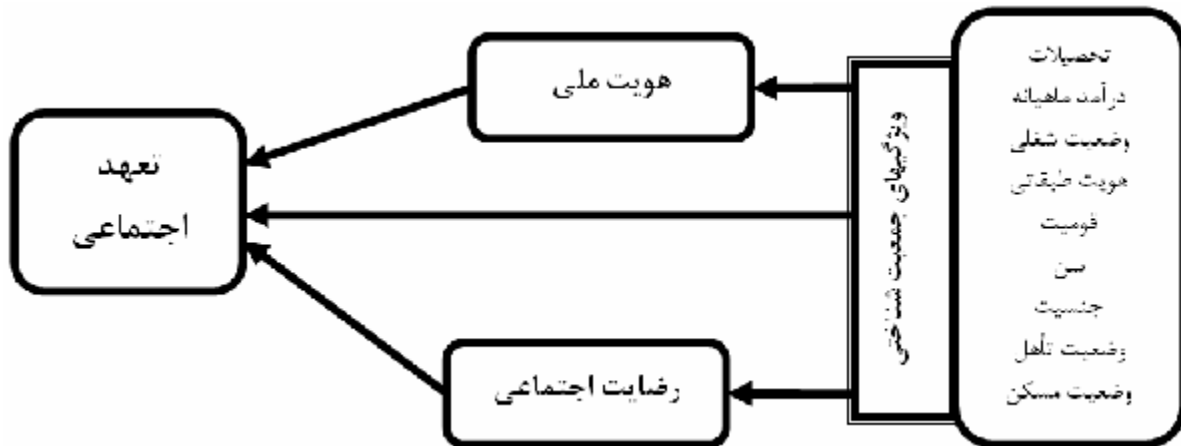 تحصیلات
درآمد ماهیانه
وضعیت شغلی
هویت طبقاتی
قومیت
سن
جنسیت
وضعیت تأهل
وضعیت مسکن
ویژگیهای جمعیت شناختی
هویت ملی
رضایت اجتماعی
تعهد
اجتماعی